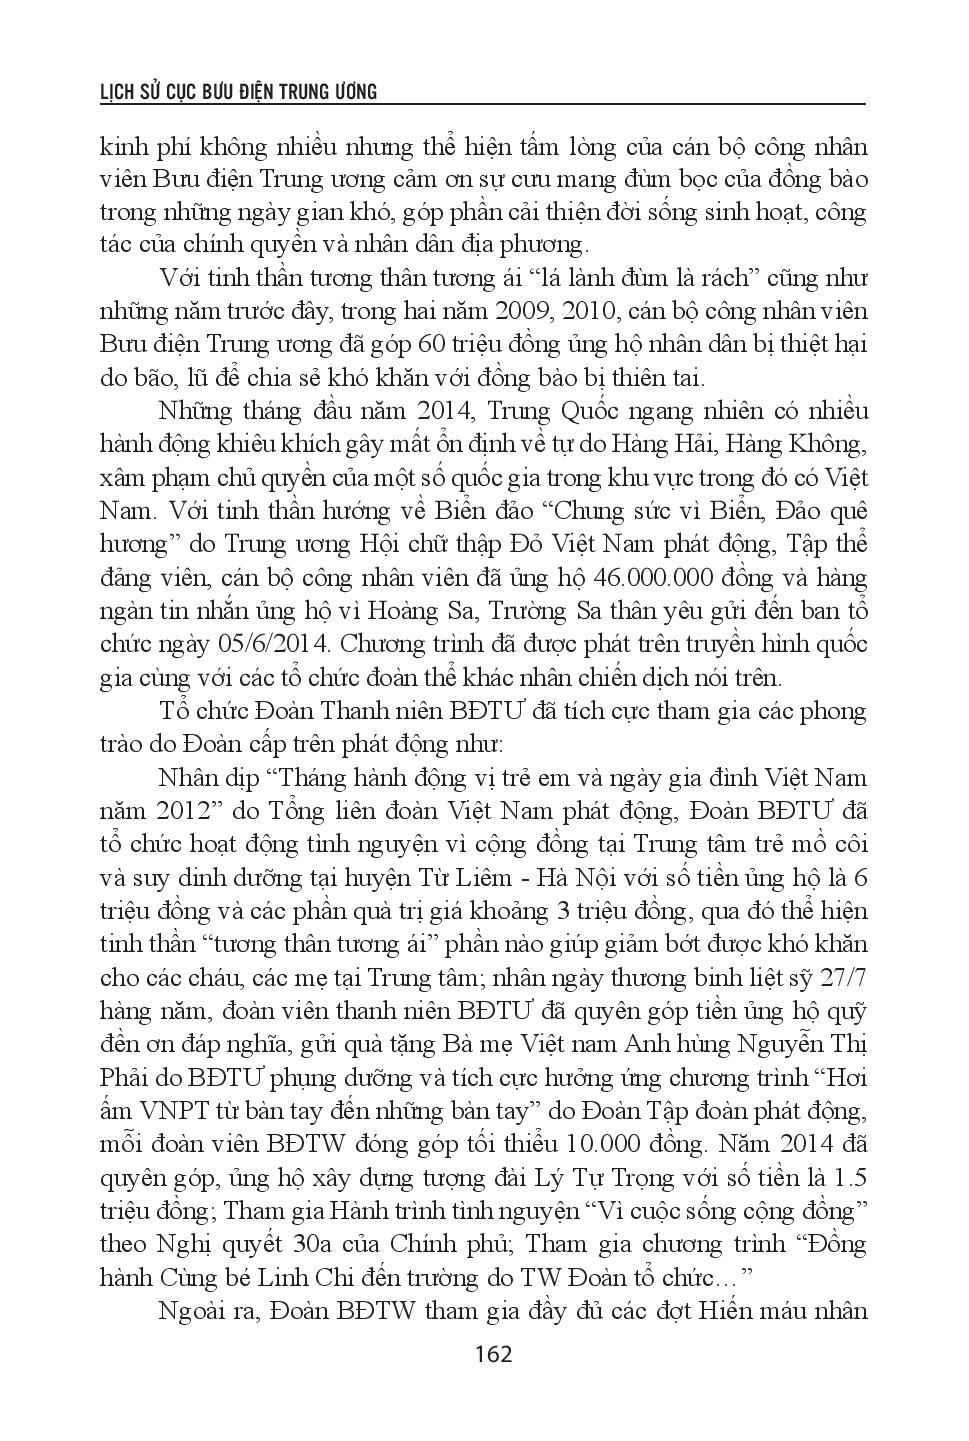 LỊCH SỬ CỤC BƯU ĐIỆN TRUNG ƯƠNG
kinh phí không nhiều nhưng thể hiện tấm lòng của cán bộ công nhân
viên Bưu điện Trung ương cảm ơn sự cưu mang đùm bọc của đồng bào
trong những ngày gian khó, góp phần cải thiện đời sống sinh hoạt, công
tác của chính quyền và nhân dân địa phương.
Với tinh thần tương thân tương ái “lá lành đùm là rách” cũng như
những năm trước đây, trong hai năm 2009, 2010, cán bộ công nhân viên
Bưu điện Trung ương đã góp 60 triệu đồng ủng hộ nhân dân bị thiệt hại
do bão, lũ để chia sẻ khó khăn với đồng bào bị thiên tai.
Những tháng đầu năm 2014, Trung Quốc ngang nhiên có nhiều
hành động khiêu khích gây mất ổn định về tự do Hàng Hải, Hàng Không,
xâm phạm chủ quyền của một số quốc gia trong khu vực trong đó có Việt
Nam. Với tinh thần hướng về Biển đảo “Chung sức vì Biển, Đảo quê
hương” do Trung ương Hội chữ thập Đỏ Việt Nam phát động, Tập thể
đảng viên, cán bộ công nhân viên đã ủng hộ 46.000.000 đồng và hàng
ngàn tin nhắn ủng hộ vì Hoàng Sa, Trường Sa thân yêu gửi đến ban tổ
chức ngày 05/6/2014. Chương trình đã được phát trên truyền hình quốc
gia cùng với các tổ chức đoàn thể khác nhân chiến dịch nói trên.
Tổ chức Đoàn Thanh niên BĐTƯ đã tích cực tham gia các phong
trào do Đoàn cấp trên phát động như:
Nhân dịp “Tháng hành động vị trẻ em và ngày gia đình Việt Nam
năm 2012” do Tổng liên đoàn Việt Nam phát động, Đoàn BĐTƯ đã
tổ chức hoạt động tình nguyện vì cộng đồng tại Trung tâm trẻ mồ côi
và suy dinh dưỡng tại huyện Từ Liêm - Hà Nội với số tiền ủng hộ là 6
triệu đồng và các phần quà trị giá khoảng 3 triệu đồng, qua đó thể hiện
tinh thần “tương thân tương ái” phần nào giúp giảm bớt được khó khăn
cho các cháu, các mẹ tại Trung tâm; nhân ngày thương binh liệt sỹ 27/7
hàng năm, đoàn viên thanh niên BĐTƯ đã quyên góp tiền ủng hộ quỹ
đền ơn đáp nghĩa, gửi quà tặng Bà mẹ Việt nam Anh hùng Nguyễn Thị
Phải do BĐTƯ phụng dưỡng và tích cực hưởng ứng chương trình “Hơi
ấm VNPT từ bàn tay đến những bàn tay” do Đoàn Tập đoàn phát động,
mỗi đoàn viên BĐTW đóng góp tối thiểu 10.000 đồng. Năm 2014 đã
quyên góp, ủng hộ xây dựng tượng đài Lý Tự Trọng với số tiền là 1.5
triệu đồng; Tham gia Hành trình tình nguyện “Vì cuộc sống cộng đồng”
theo Nghị quyết 30a của Chính phủ; Tham gia chương trình “Đồng
hành Cùng bé Linh Chi đến trường do TW Đoàn tổ chức…”
Ngoài ra, Đoàn BĐTW tham gia đầy đủ các đợt Hiến máu nhân
162